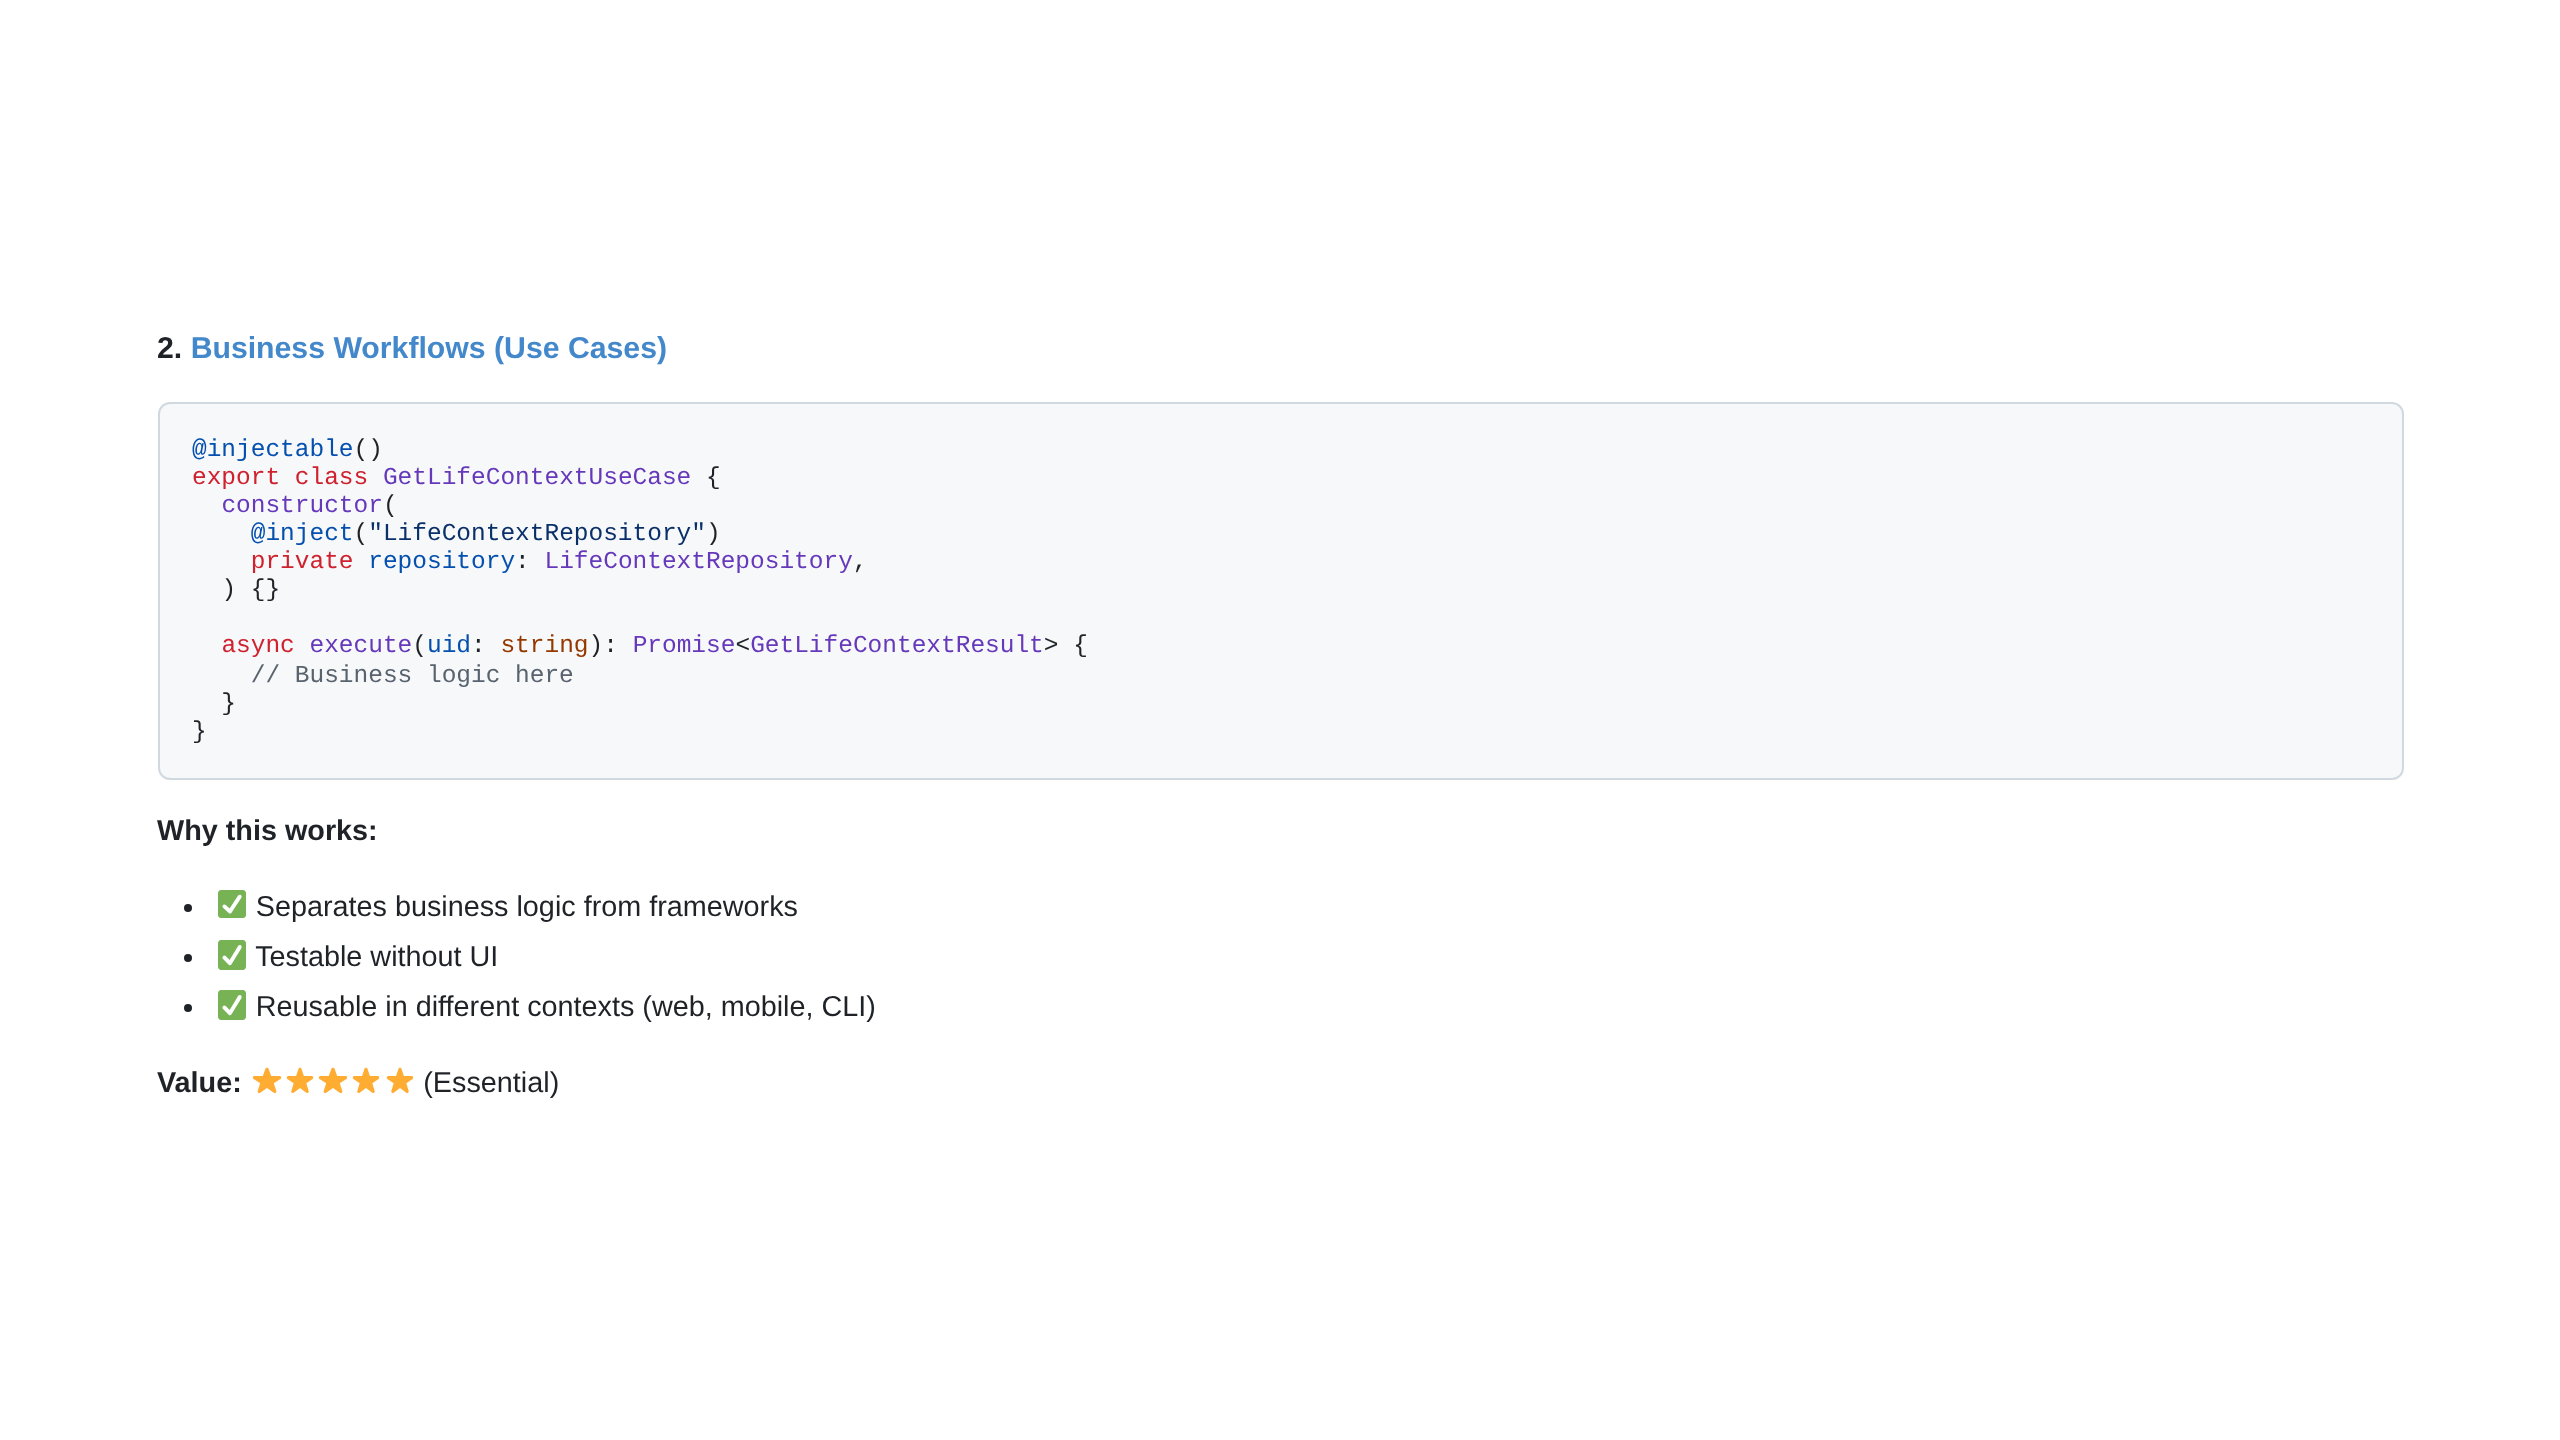 2. Business Workflows (Use Cases)
@injectable()
export class GetLifeContextUseCase {
  constructor(
    @inject("LifeContextRepository")
    private repository: LifeContextRepository,
  ) {}

  async execute(uid: string): Promise<GetLifeContextResult> {
    // Business logic here
  }
}
Why this works:
• ✅ Separates business logic from frameworks
• ✅ Testable without UI
• ✅ Reusable in different contexts (web, mobile, CLI)
Value: ⭐⭐⭐⭐⭐ (Essential)